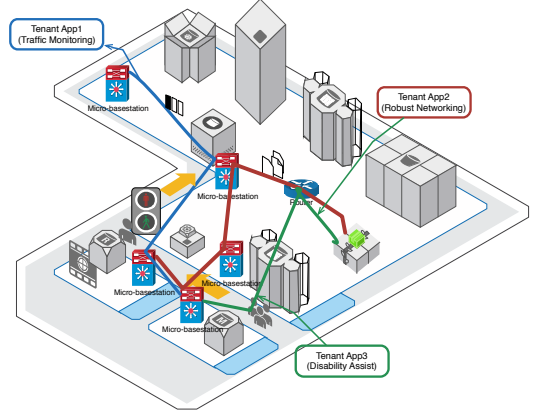 Tenant App1
(Traffic Monitoring)
Micro-basestation
Tenant App2
(Robust Networking)
Micro-basestation
Router
Micro-basestation
Micro-basestation
Micro-basestation
Tenant App3
(Disability Assist)